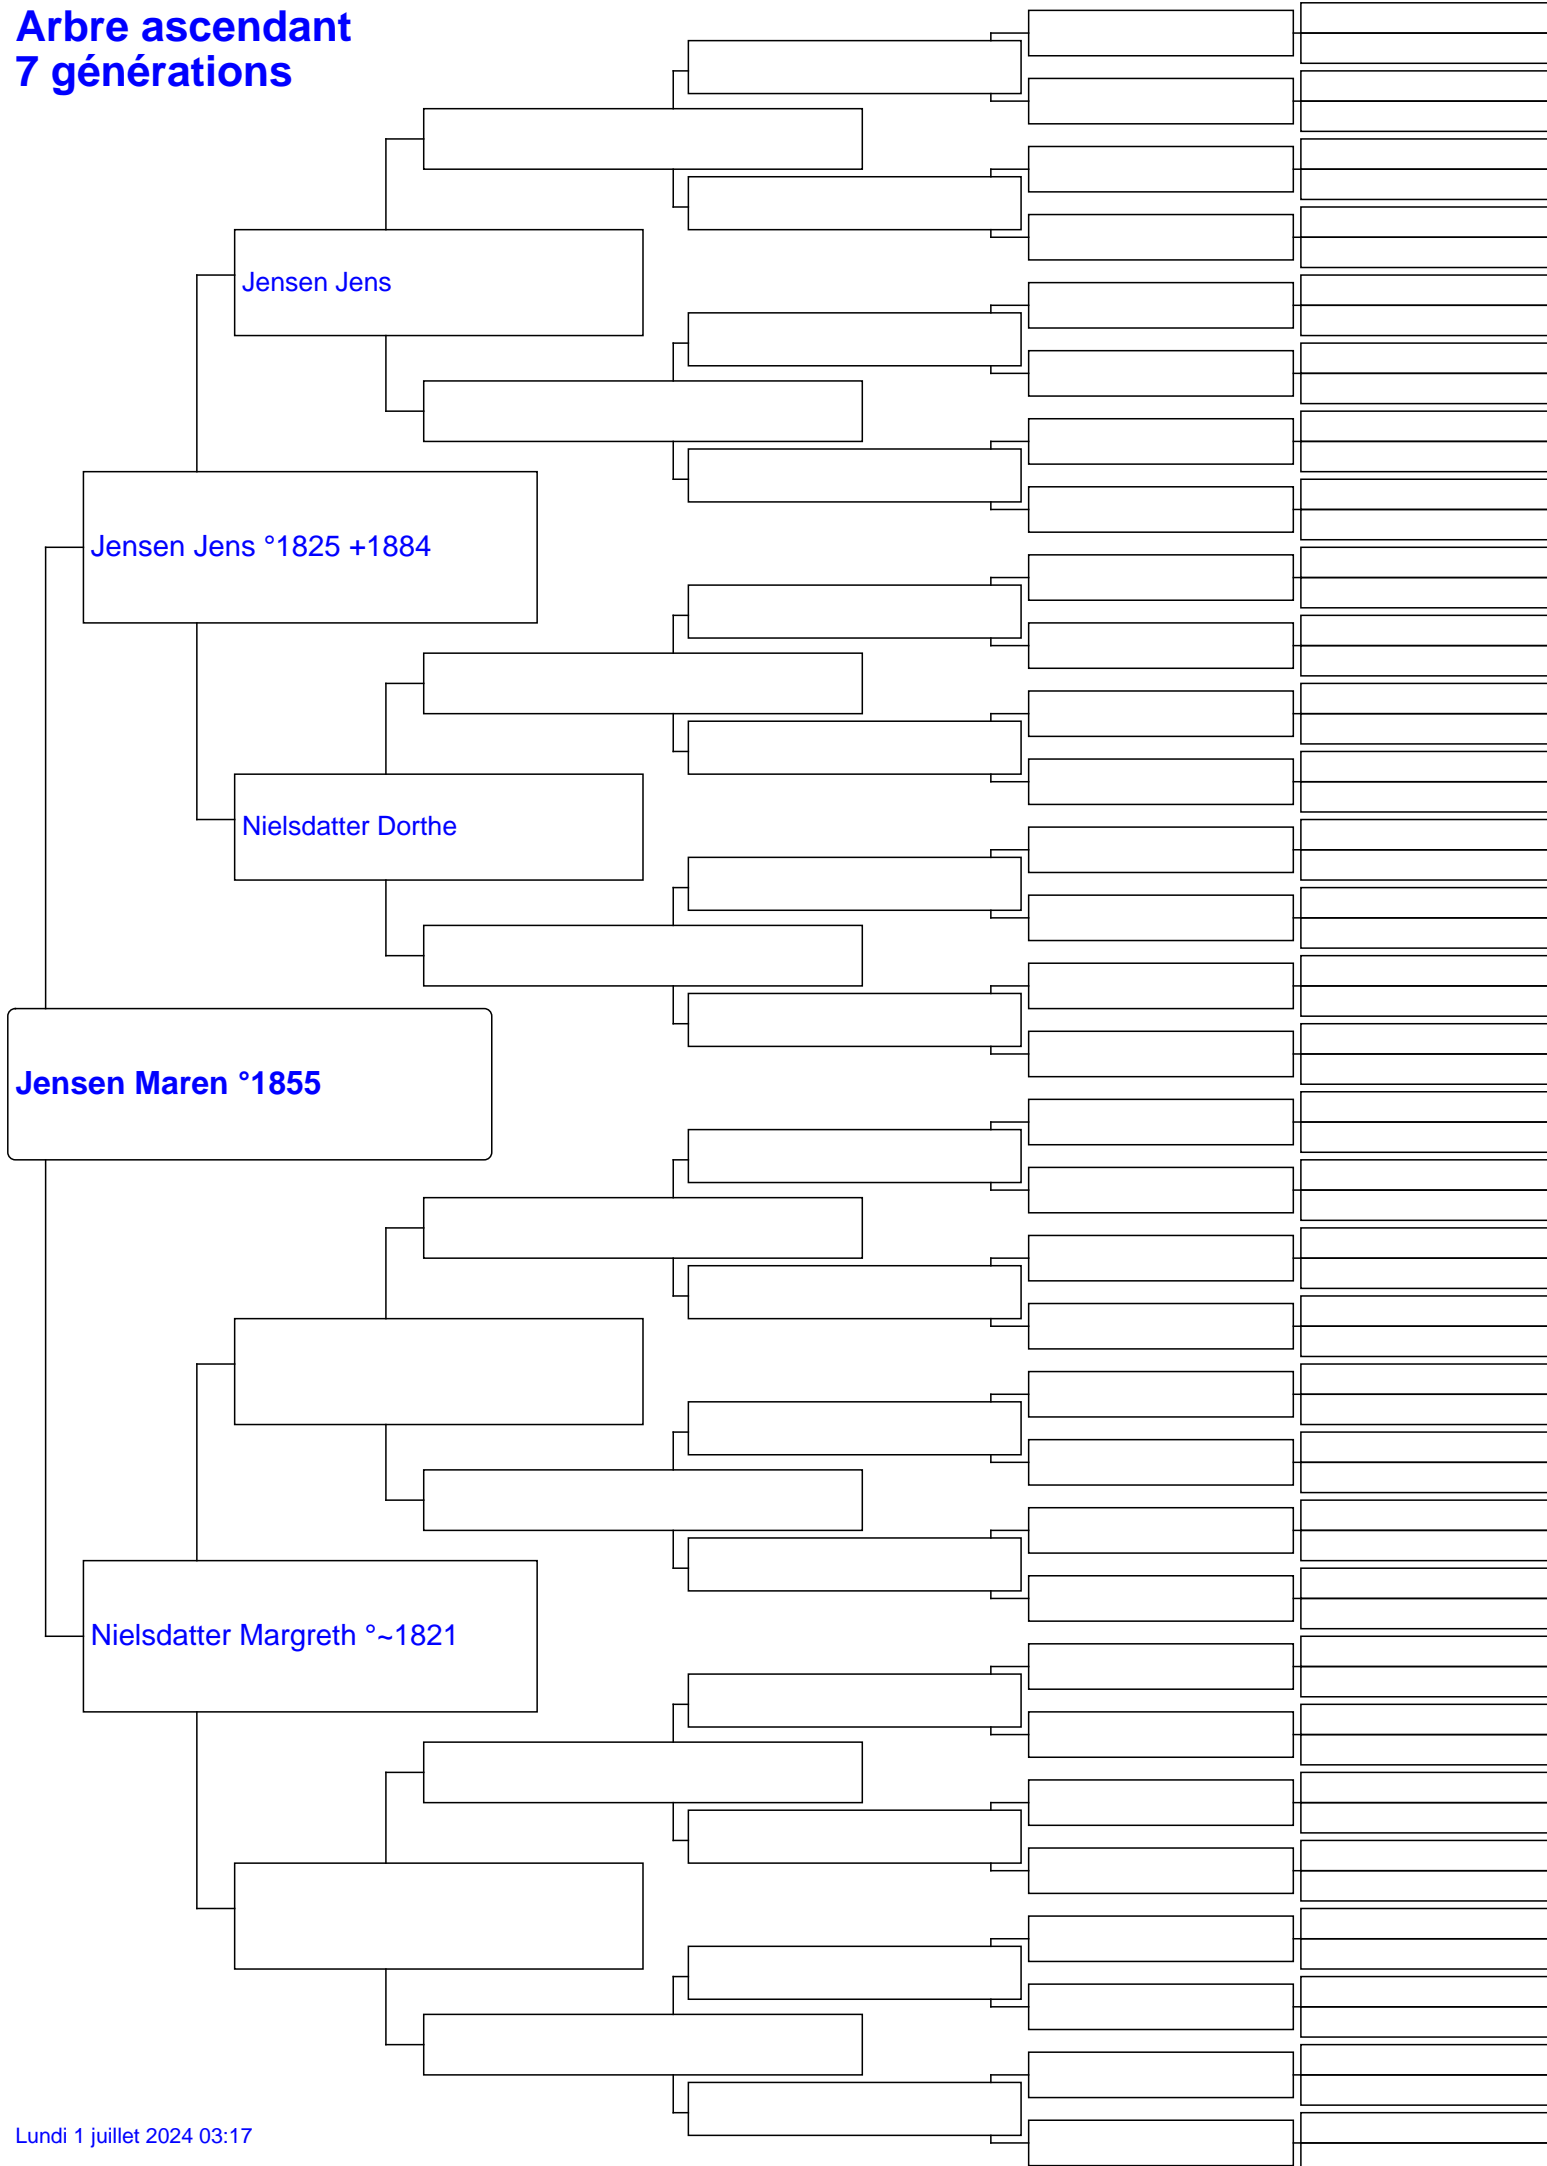 Arbre ascendant
7 générations
Jensen Jens
Jensen Jens °1825 +1884
Nielsdatter Dorthe
Jensen Maren °1855
Nielsdatter Margreth °~1821
Lundi 1 juillet 2024 03:17